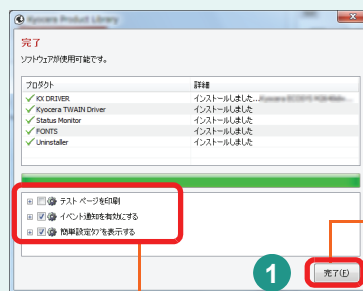 Kyocera Product Library
完了
ソフトウェアが使用可能です。
プロダクト 詳細
KX DRIVER インストールしました...
Kyocera TWAIN Driver インストールしました
Status Monitor インストールしました
FONTS インストールしました
Uninstaller インストールしました
テスト ページを印刷
イベント通知を有効にする
簡単設定タブを表示する
1
完了(F)